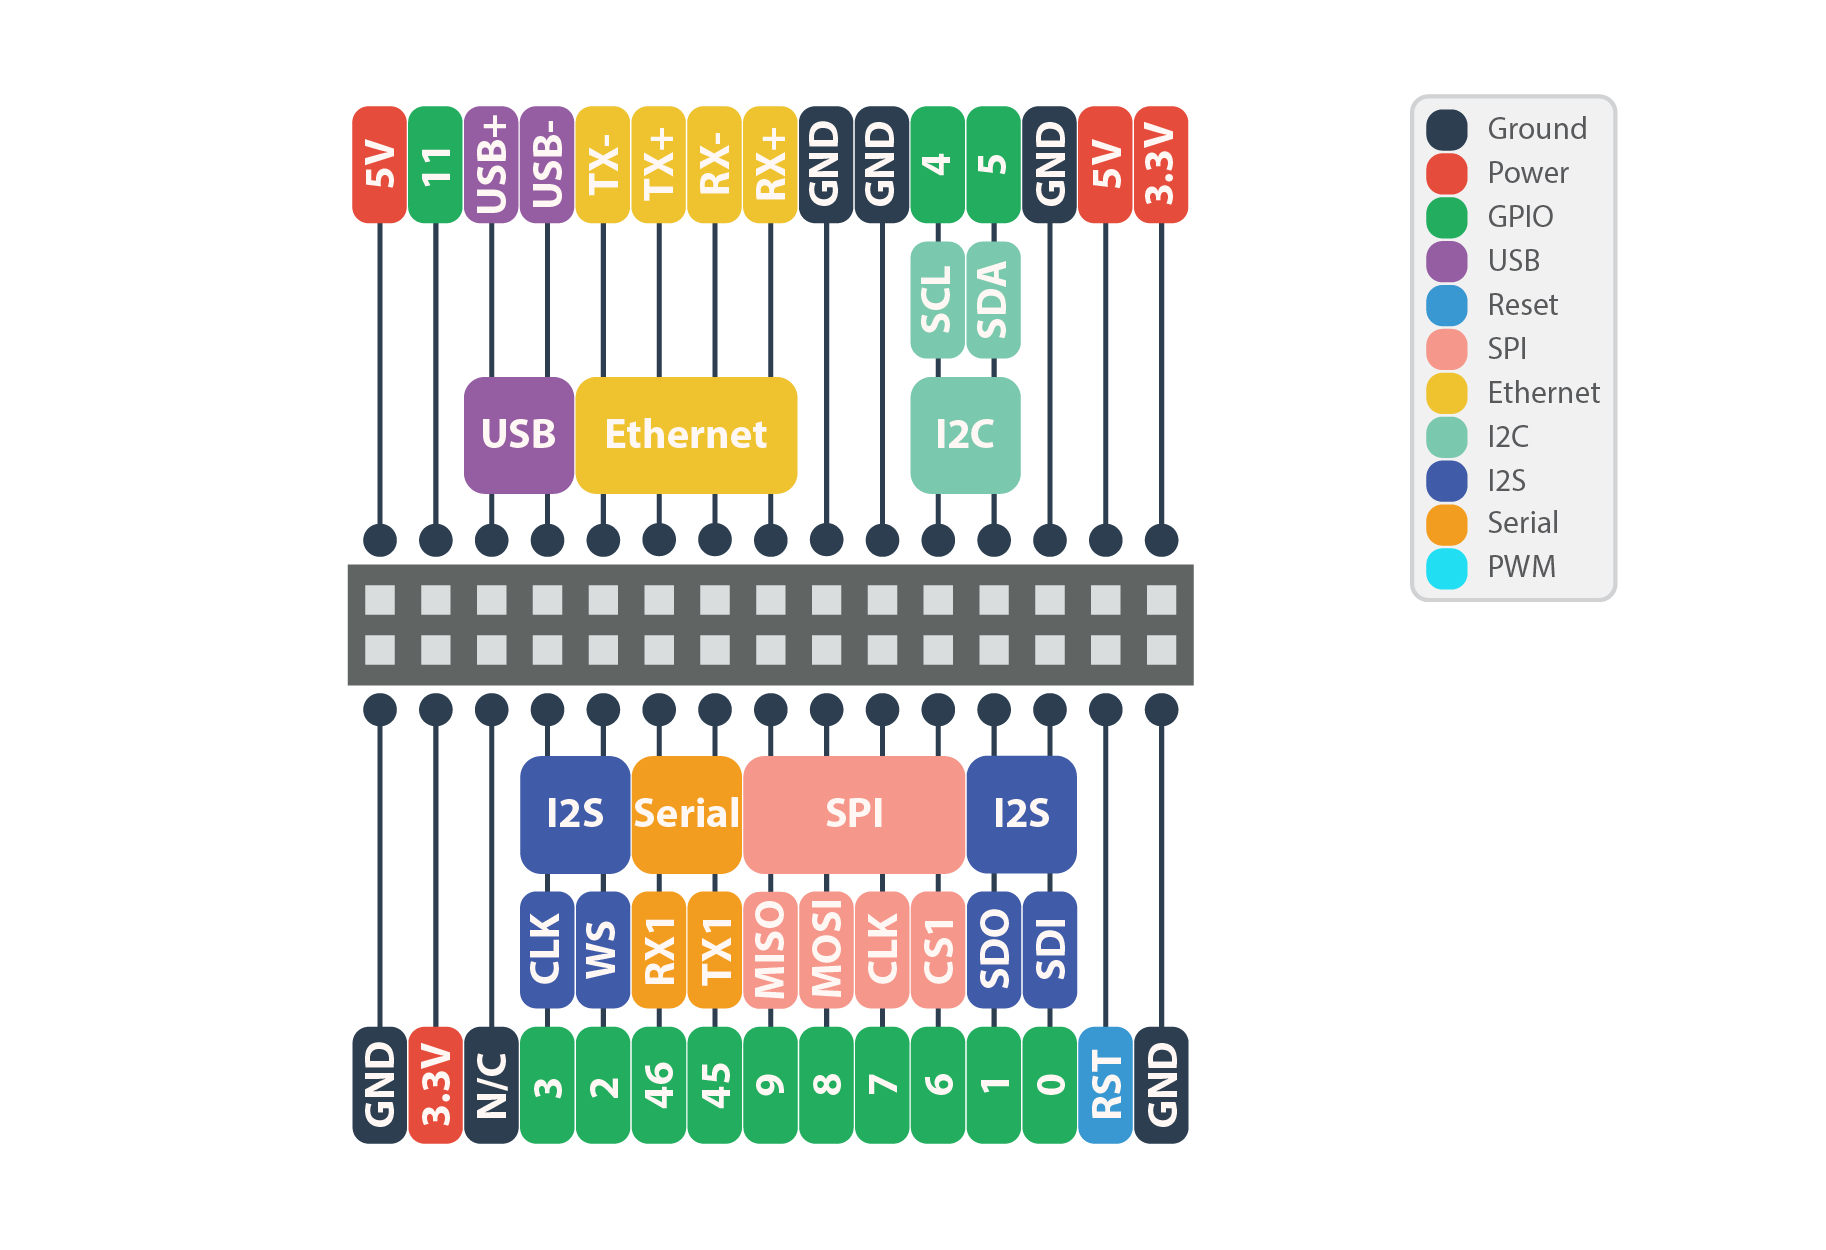 5V
11
USB+
USB-
TX-
TX+
RX-
RX+
GND
GND
4
5
GND
5V
3.3V
SCL
SDA
USB
Ethernet
I2C
I2S
Serial
SPI
I2S
CLK
WS
RX1
TX1
MISO
MOSI
CLK
CS1
SDO
SDI
GND
3.3V
N/C
3
2
46
45
9
8
7
6
1
0
RST
GND
Ground
Power
GPIO
USB
Reset
SPI
Ethernet
I2C
I2S
Serial
PWM